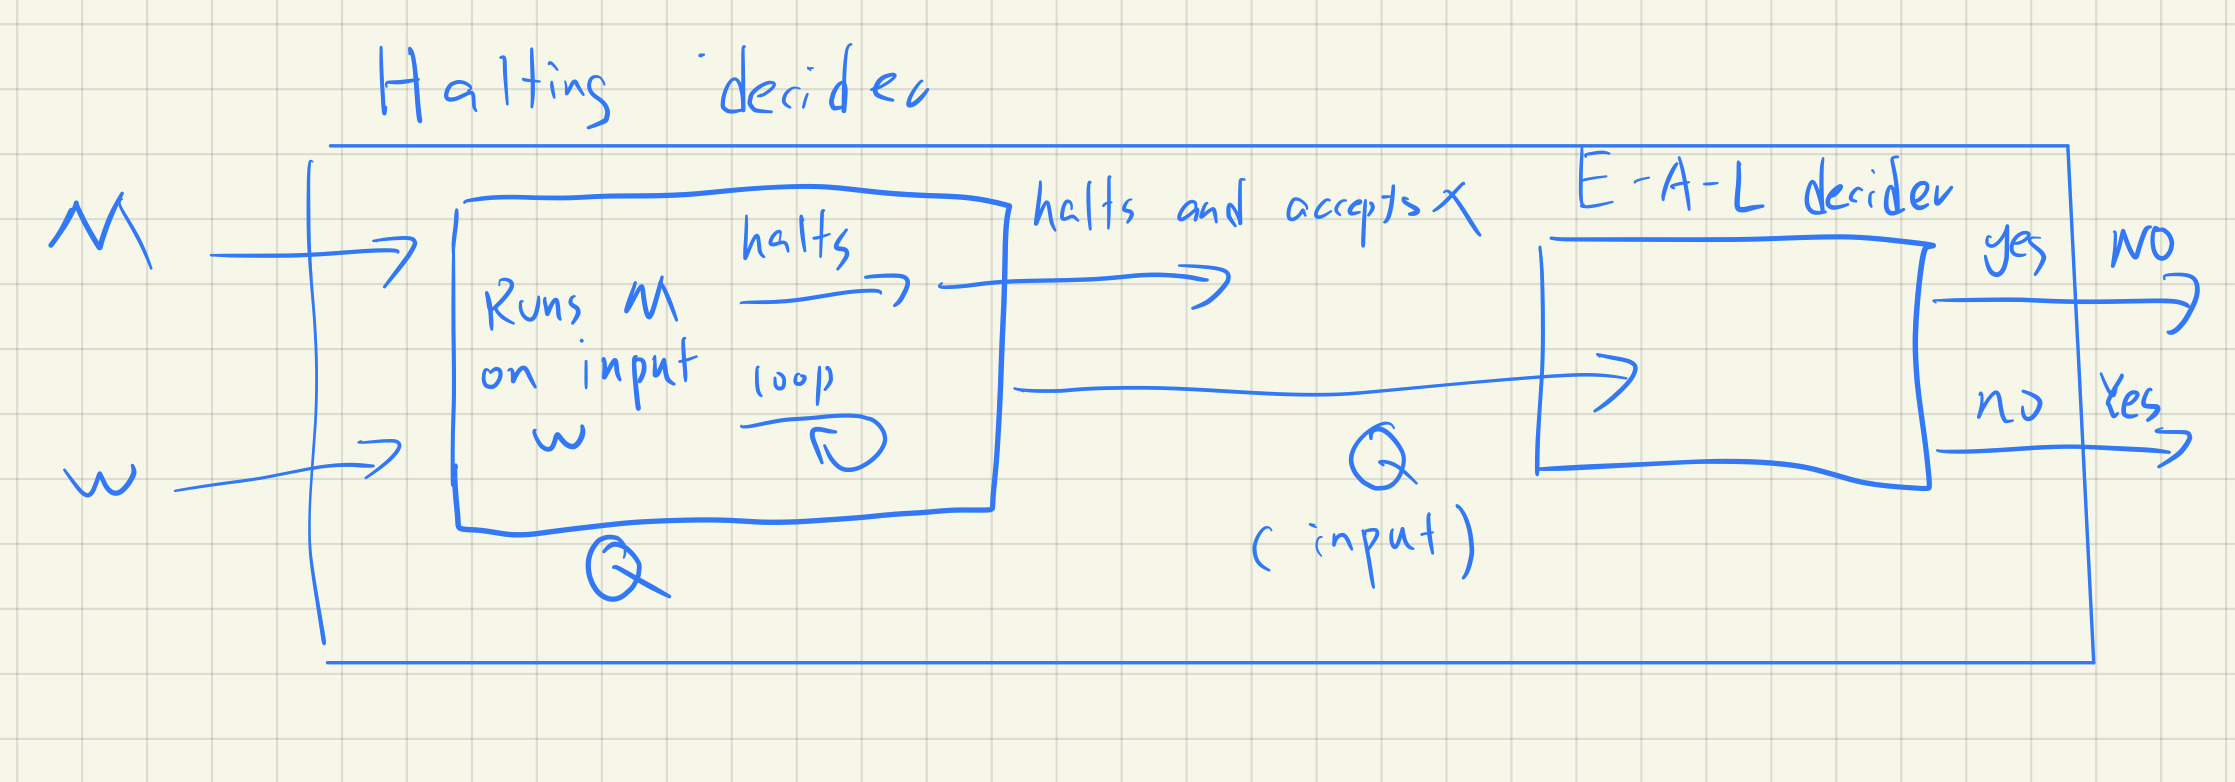 Halting decider
E-A-L decider
M
halts and accepts x
halts
yes NO
Runs M
on input
w
loop
no Yes
w
Q
(input)
Q